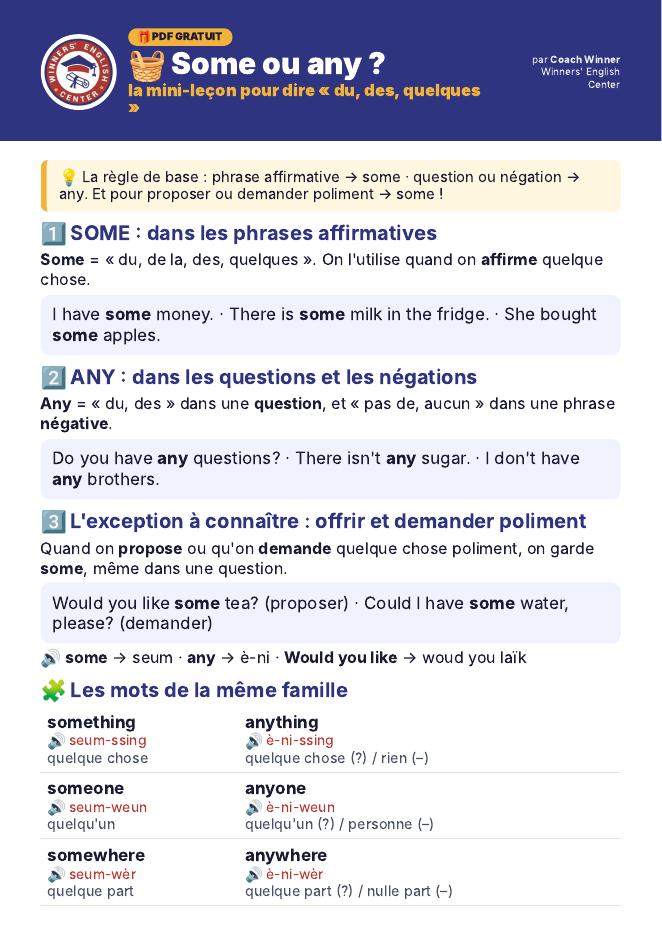 WINNERS' ENGLISH
CENTER
🎁 PDF GRATUIT
🧺 Some ou any ?
la mini-leçon pour dire « du, des, quelques
»
par Coach Winner
Winners' English
Center
💡 La règle de base : phrase affirmative → some · question ou négation →
any. Et pour proposer ou demander poliment → some !
1️⃣ SOME : dans les phrases affirmatives
Some = « du, de la, des, quelques ». On l'utilise quand on affirme quelque
chose.
I have some money. · There is some milk in the fridge. · She bought
some apples.
2️⃣ ANY : dans les questions et les négations
Any = « du, des » dans une question, et « pas de, aucun » dans une phrase
négative.
Do you have any questions? · There isn't any sugar. · I don't have
any brothers.
3️⃣ L'exception à connaître : offrir et demander poliment
Quand on propose ou qu'on demande quelque chose poliment, on garde
some, même dans une question.
Would you like some tea? (proposer) · Could I have some water,
please? (demander)
🔊 some → seum · any → è-ni · Would you like → woud you laïk
🧩 Les mots de la même famille
something
🔊 seum-ssing
quelque chose
anything
🔊 è-ni-ssing
quelque chose (?) / rien (–)
someone
🔊 seum-weun
quelqu'un
anyone
🔊 è-ni-weun
quelqu'un (?) / personne (–)
somewhere
🔊 seum-wèr
quelque part
anywhere
🔊 è-ni-wèr
quelque part (?) / nulle part (–)